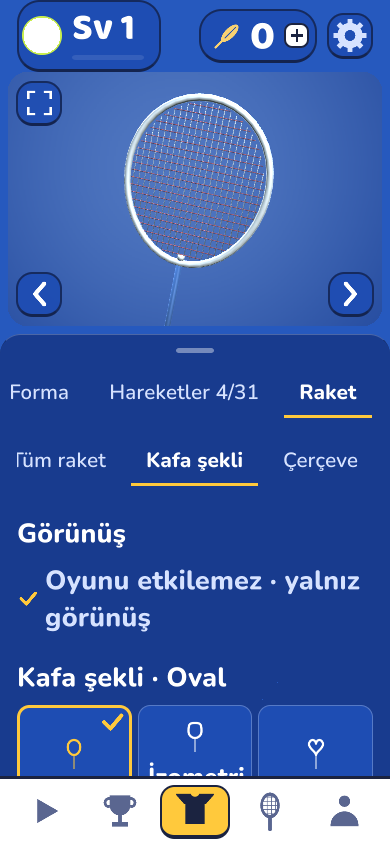 Sv 1
0
Forma Hareketler 4/31 Raket
Tüm raket Kafa şekli Çerçeve
Görünüş
Oyunu etkilemez · yalnız
görünüş
Kafa şekli · Oval
İzometri